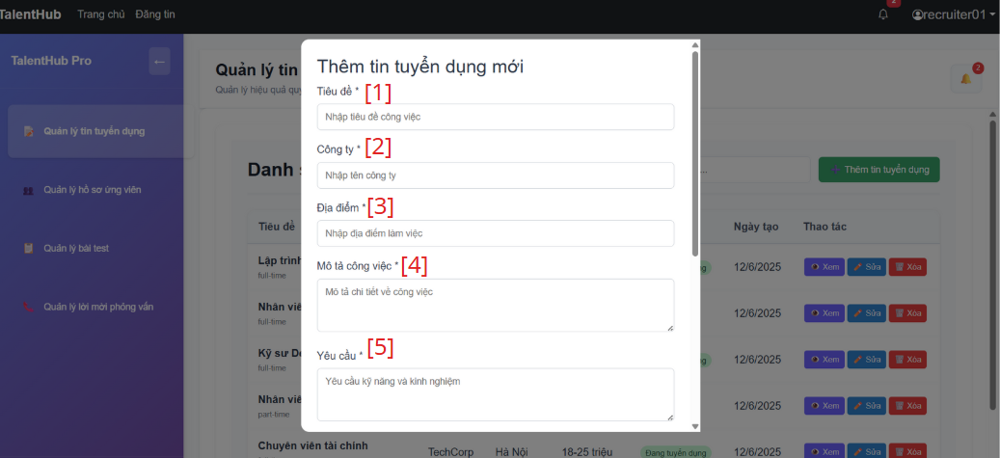 TalentHub Trang chủ Đăng tin 2 recruiter01
TalentHub Pro ←
Quản lý tin
Quản lý hiệu quả
2
Quản lý tin tuyển dụng
Quản lý hồ sơ ứng viên
Quản lý bài test
Quản lý lời mời phỏng vấn
Thêm tin tuyển dụng mới
Tiêu đề * [1]
Nhập tiêu đề công việc
Công ty * [2]
Nhập tên công ty
Địa điểm * [3]
Nhập địa điểm làm việc
Mô tả công việc * [4]
Mô tả chi tiết về công việc
Yêu cầu * [5]
Yêu cầu kỹ năng và kinh nghiệm
Danh
... Thêm tin tuyển dụng
Tiêu đề Ngày tạo Thao tác
Lập trình
full-time
12/6/2025 Xem Sửa Xóa
Nhân viê
full-time
12/6/2025 Xem Sửa Xóa
Kỹ sư De
full-time
12/6/2025 Xem Sửa Xóa
Nhân viê
part-time
12/6/2025 Xem Sửa Xóa
Chuyên viên tài chính TechCorp Hà Nội 18-25 triệu Đang tuyển dụng 12/6/2025 Xem Sửa Xóa